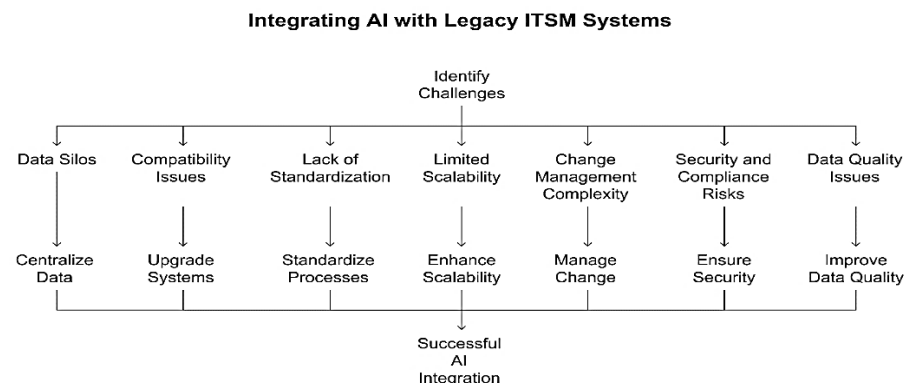 Integrating AI with Legacy ITSM Systems
Identify
Challenges
Data Silos
Compatibility
Issues
Lack of
Standardization
Limited
Scalability
Change
Management
Complexity
Security and
Compliance
Risks
Data Quality
Issues
Centralize
Data
Upgrade
Systems
Standardize
Processes
Enhance
Scalability
Manage
Change
Ensure
Security
Improve
Data Quality
Successful
AI
Integration